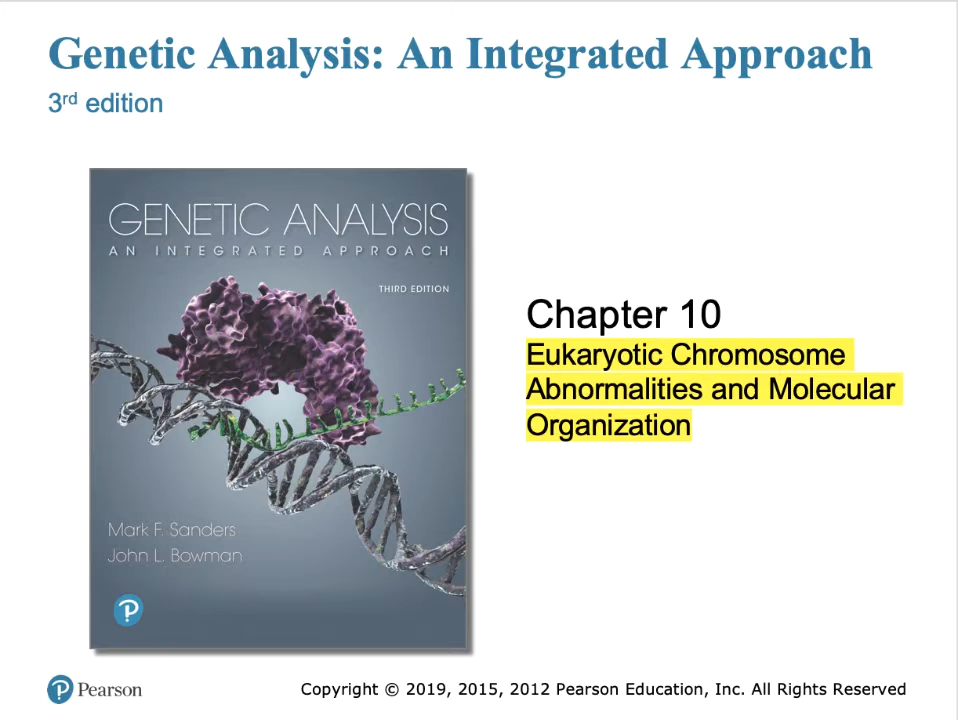 Genetic Analysis: An Integrated Approach
3rd edition
GENETIC ANALYSIS
AN INTEGRATED APPROACH
THIRD EDITION
Chapter 10
Eukaryotic Chromosome
Abnormalities and Molecular
Organization
Mark F. Sanders
John L. Bowman
Pearson
Copyright © 2019, 2015, 2012 Pearson Education, Inc. All Rights Reserved